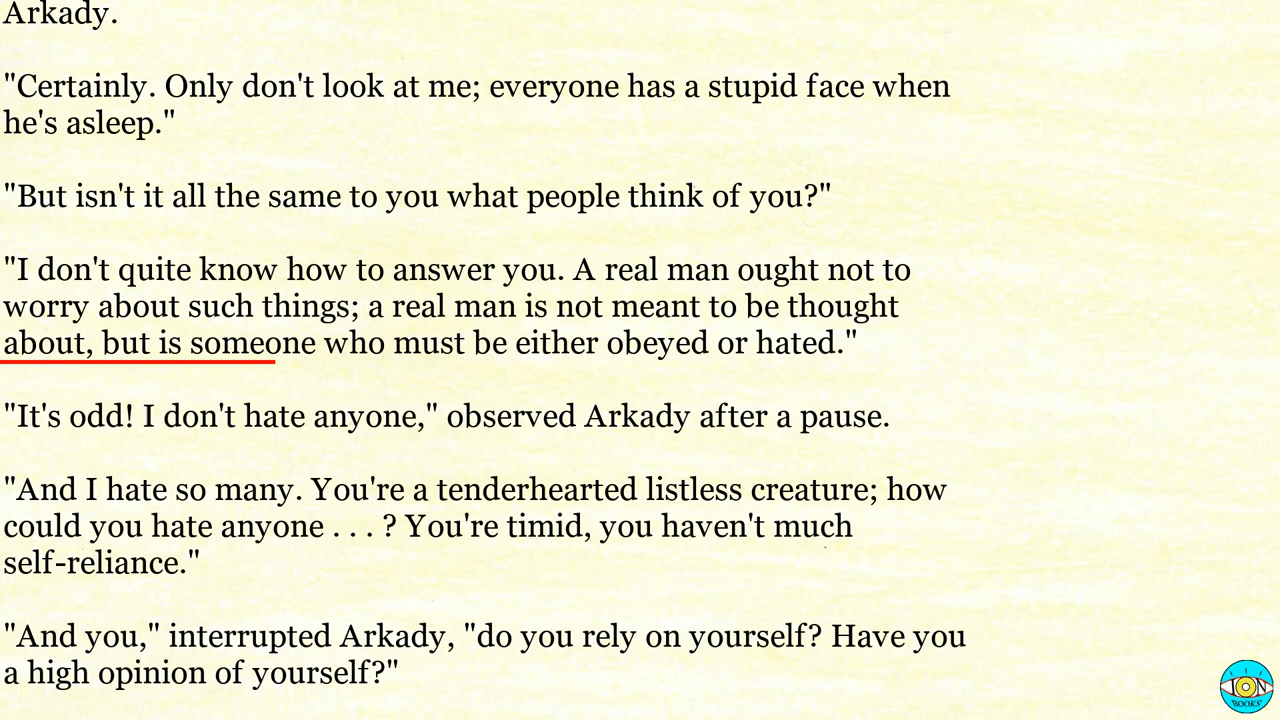 Arkady.
"Certainly. Only don't look at me; everyone has a stupid face when
he's asleep."
"But isn't it all the same to you what people think of you?"
"I don't quite know how to answer you. A real man ought not to
worry about such things; a real man is not meant to be thought
about, but is someone who must be either obeyed or hated."
"It's odd! I don't hate anyone," observed Arkady after a pause.
"And I hate so many. You're a tenderhearted listless creature; how
could you hate anyone . . . ? You're timid, you haven't much
self-reliance."
"And you," interrupted Arkady, "do you rely on yourself? Have you
a high opinion of yourself?"
ION
BOOKS